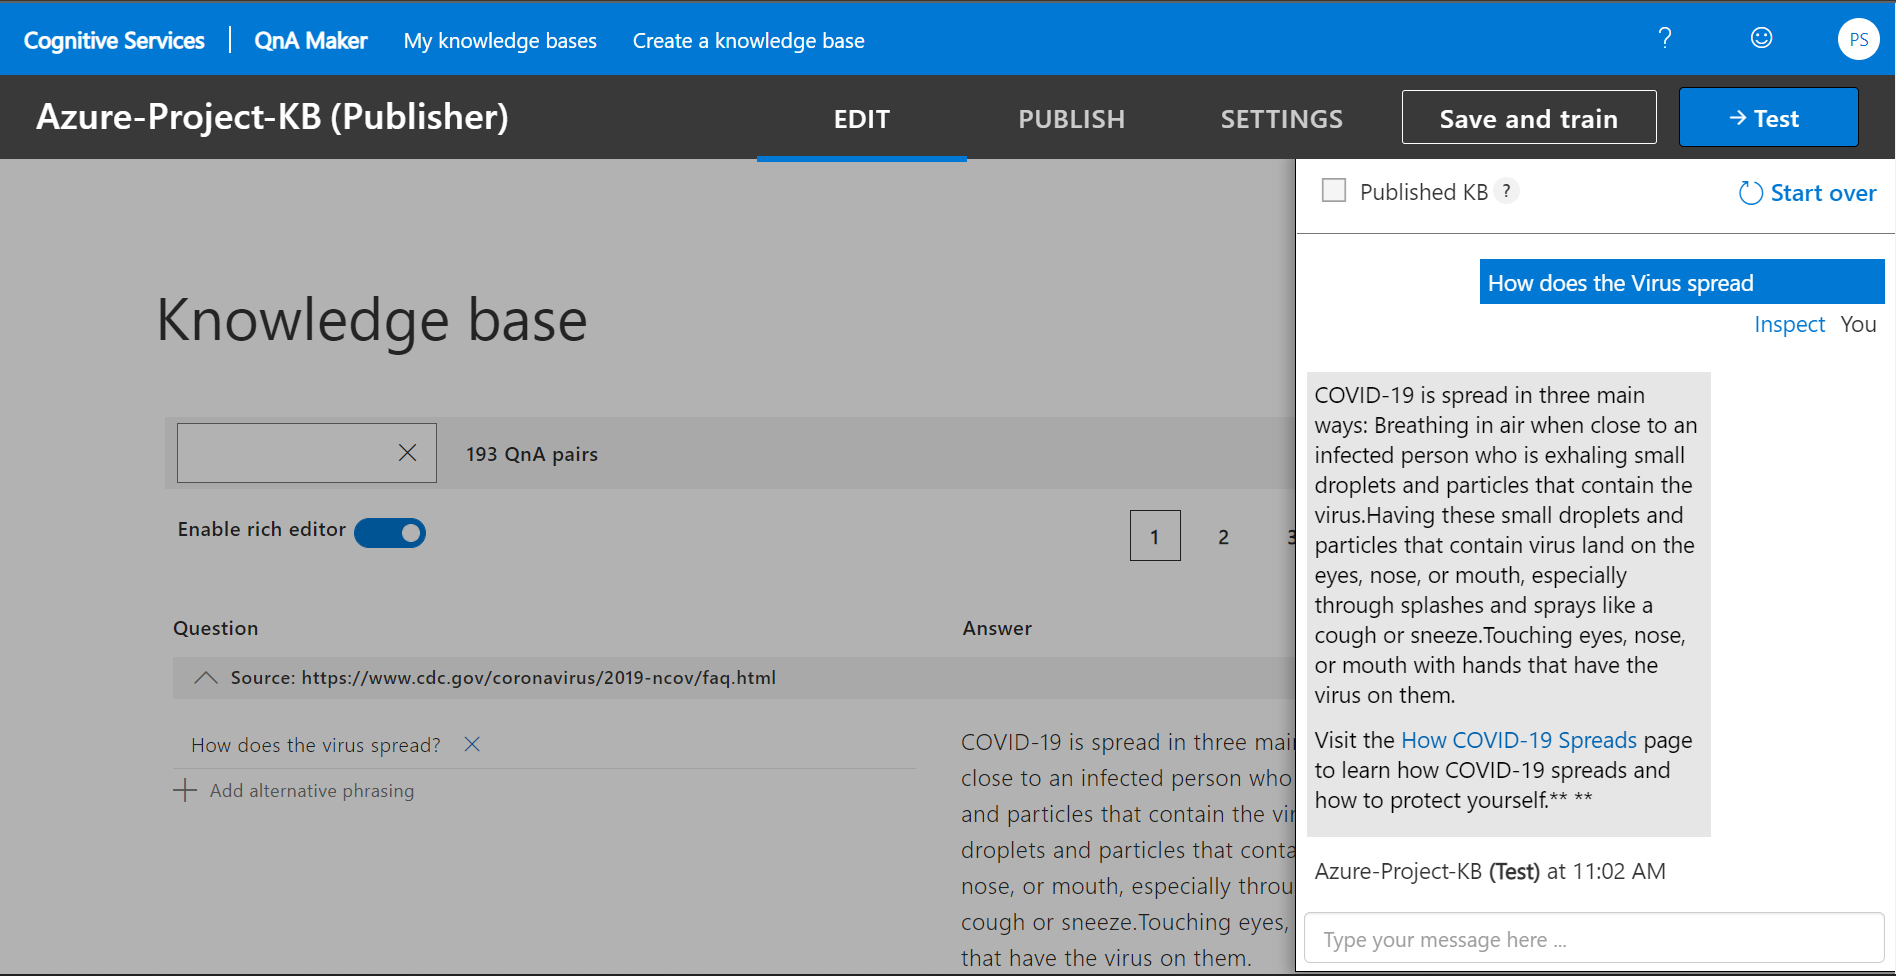 Cognitive Services | QnA Maker My knowledge bases Create a knowledge base ? PS
Azure-Project-KB (Publisher) EDIT PUBLISH SETTINGS Save and train → Test
Published KB ? Start over
How does the Virus spread
Inspect You
Knowledge base
193 QnA pairs
Enable rich editor 1 2 3
Question Answer
Source: https://www.cdc.gov/coronavirus/2019-ncov/faq.html
How does the virus spread?
Add alternative phrasing
COVID-19 is spread in three mai
close to an infected person who
and particles that contain the vi
droplets and particles that conta
nose, or mouth, especially throu
cough or sneeze.Touching eyes,
that have the virus on them.
COVID-19 is spread in three main
ways: Breathing in air when close to an
infected person who is exhaling small
droplets and particles that contain the
virus.Having these small droplets and
particles that contain virus land on the
eyes, nose, or mouth, especially
through splashes and sprays like a
cough or sneeze.Touching eyes, nose,
or mouth with hands that have the
virus on them.
Visit the How COVID-19 Spreads page
to learn how COVID-19 spreads and
how to protect yourself.** **
Azure-Project-KB (Test) at 11:02 AM
Type your message here ...